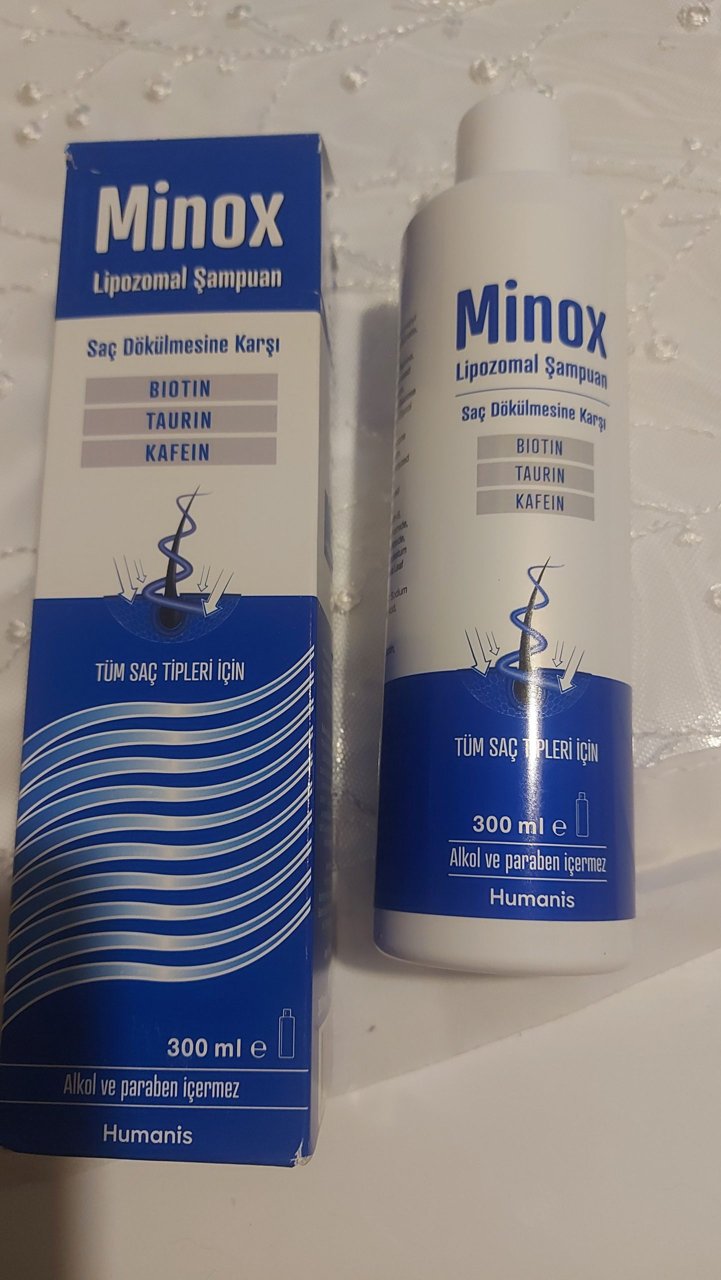 Minox
Lipozomal Şampuan
Saç Dökülmesine Karşı
BIOTIN
TAURIN
KAFEIN
TÜM SAÇ TİPLERİ İÇİN
300 ml e
Alkol ve paraben içermez
Humanis
Minox
Lipozomal Şampuan
Saç Dökülmesine Karşı
BIOTIN
TAURIN
KAFEIN
TÜM SAÇ TİPLERİ İÇİN
300 ml e
Alkol ve paraben içermez
Humanis